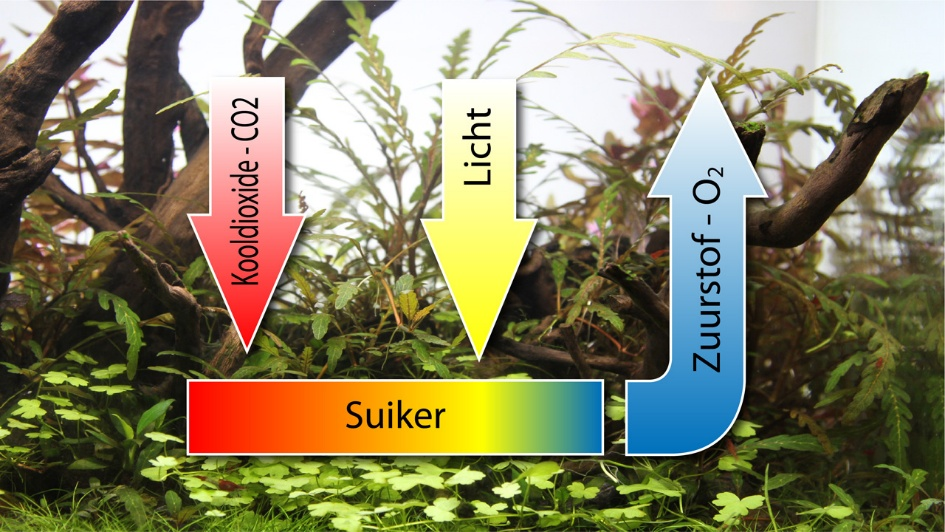 Kooldioxide - CO2
Licht
Zuurstof - O₂
Suiker